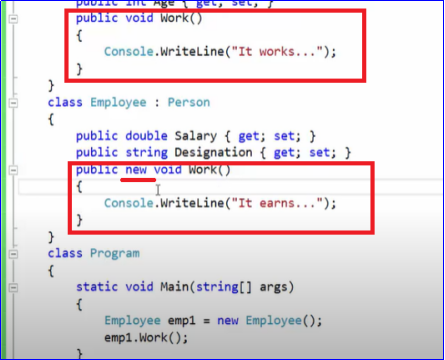 public int Age { get; set; }
public void Work()
{
Console.WriteLine("It works...");
}
}
class Employee : Person
{
public double Salary { get; set; }
public string Designation { get; set; }
public new void Work()
{
Console.WriteLine("It earns...");
}
}
class Program
{
static void Main(string[] args)
{
Employee emp1 = new Employee();
emp1.Work();
}